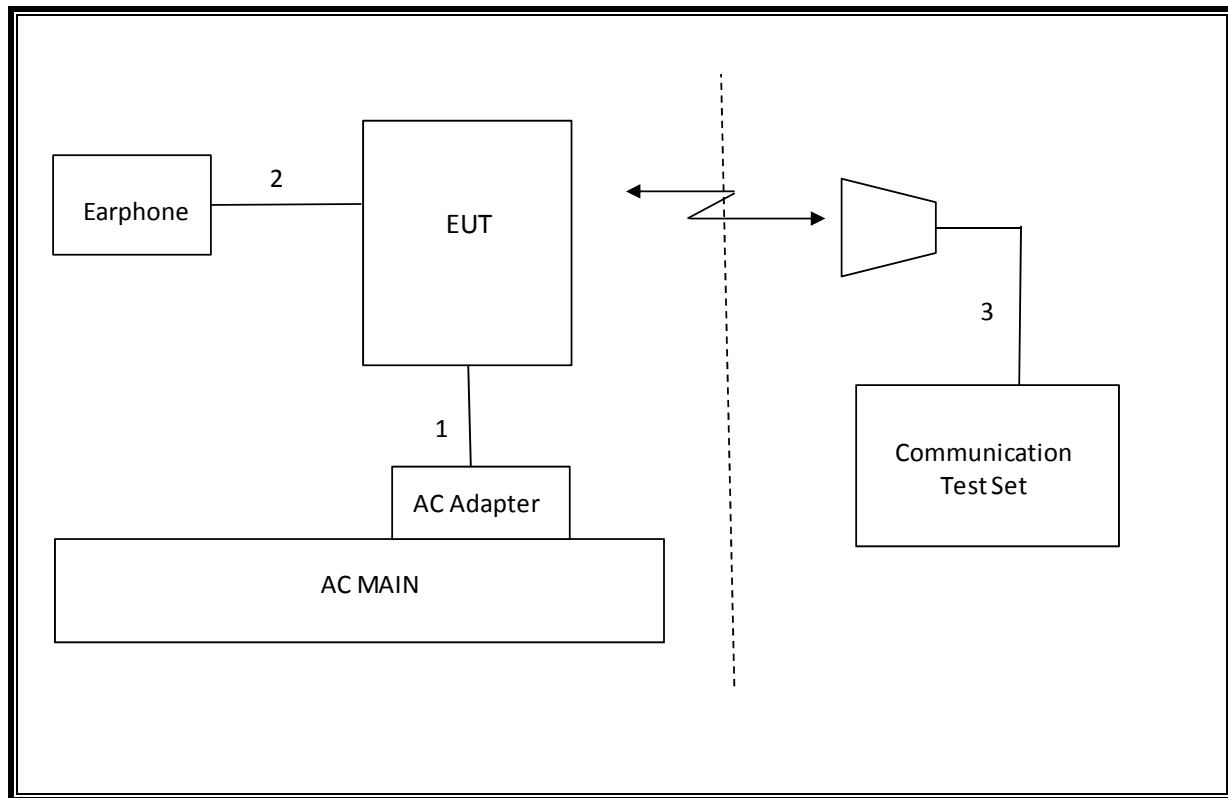 2
Earphone
EUT
3
1
Communication
Test Set
AC Adapter
AC MAIN